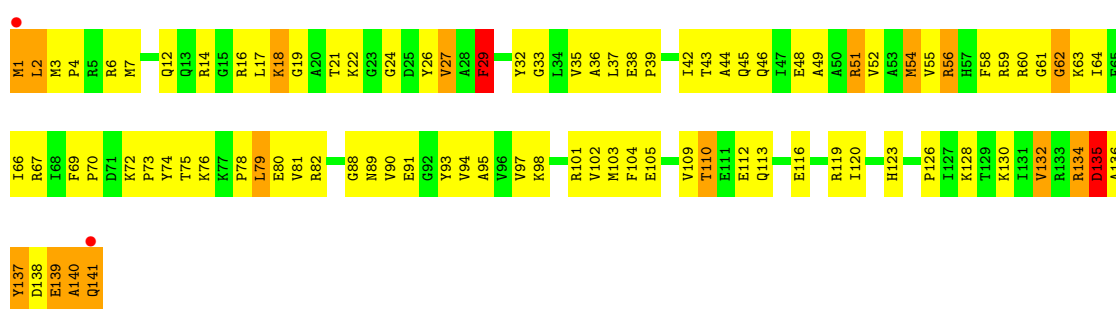 M1 L2 M3 P4 R5 R6 M7 Q12 Q13 R14 G15 R16 L17 K18 G19 A20 T21 K22 G23 G24 D25 Y26 V27 A28 F29 Y32 G33 L34 V35 A36 L37 E38 P39 I42 T43 A44 Q45 Q46 I47 E48 A49 A50 R51 V52 A53 M54 V55 R56 H57 F58 R59 R60 G61 G62 K63 I64 F65
I66 R67 I68 F69 P70 D71 K72 P73 Y74 T75 K76 K77 P78 L79 E80 V81 R82 G88 N89 V90 E91 G92 Y93 V94 A95 V96 V97 K98 R101 V102 M103 F104 E105 V109 T110 E111 E112 Q113 E116 R119 I120 H123 P126 I127 K128 T129 K130 I131 V132 R133 R134 D135 A136
Y137 D138 E139 A140 Q141